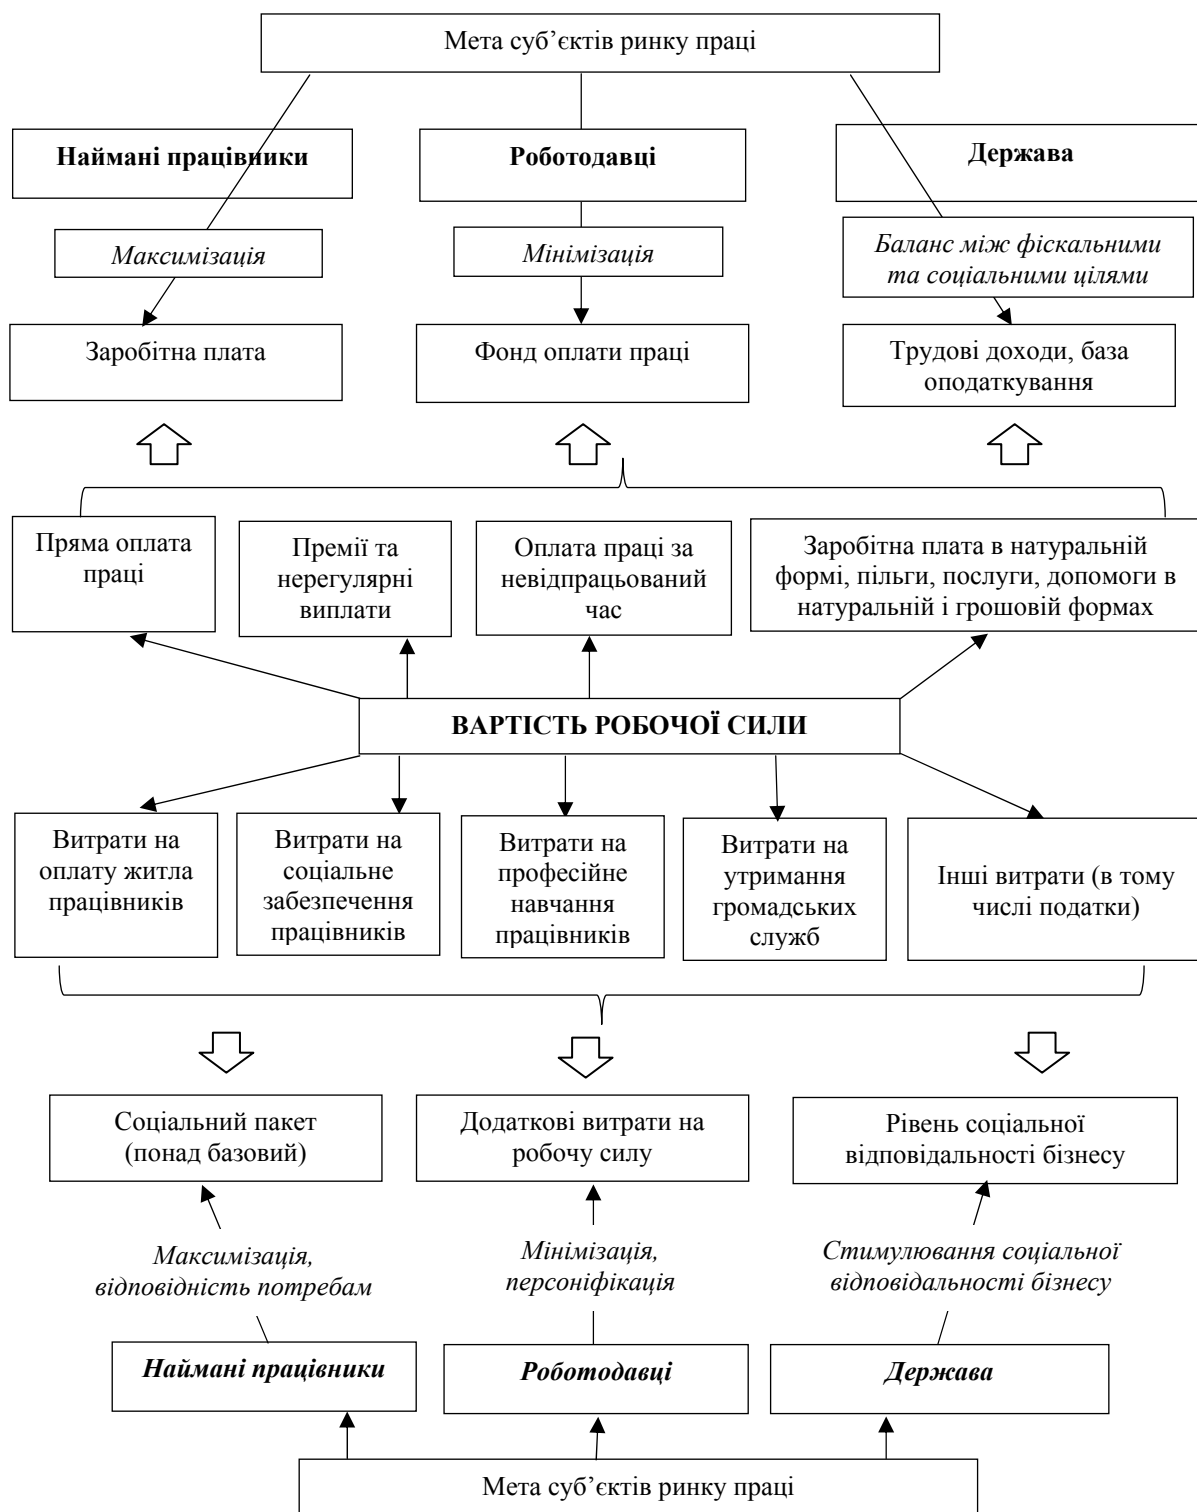 Мета суб’єктів ринку праці
Наймані працівники
Роботодавці
Держава
Максимізація
Мінімізація
Баланс між фіскальними
та соціальними цілями
Заробітна плата
Фонд оплати праці
Трудові доходи, база
оподаткування
Пряма оплата
праці
Премії та
нерегулярні
виплати
Оплата праці за
невідпрацьований
час
Заробітна плата в натуральній
формі, пільги, послуги, допомоги в
натуральній і грошовій формах
ВАРТІСТЬ РОБОЧОЇ СИЛИ
Витрати на
оплату житла
працівників
Витрати на
соціальне
забезпечення
працівників
Витрати на
професійне
навчання
працівників
Витрати на
утримання
громадських
служб
Інші витрати (в тому
числі податки)
Соціальний пакет
(понад базовий)
Додаткові витрати на
робочу силу
Рівень соціальної
відповідальності бізнесу
Максимізація,
відповідність потребам
Мінімізація,
персоніфікація
Стимулювання соціальної
відповідальності бізнесу
Наймані працівники
Роботодавці
Держава
Мета суб’єктів ринку праці